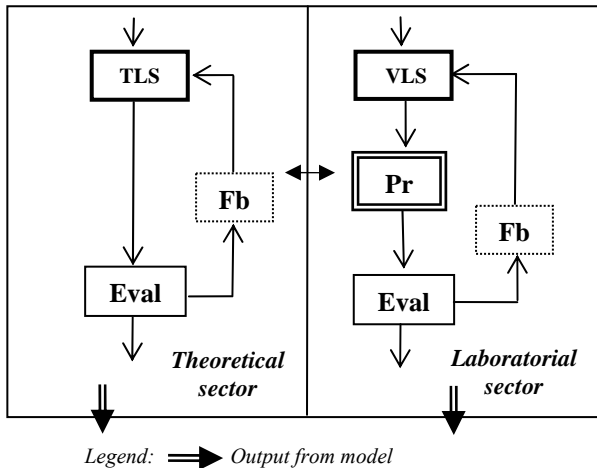 TLS
Fb
Eval
Theoretical
sector
VLS
Pr
Fb
Eval
Laboratorial
sector
Legend: Output from model